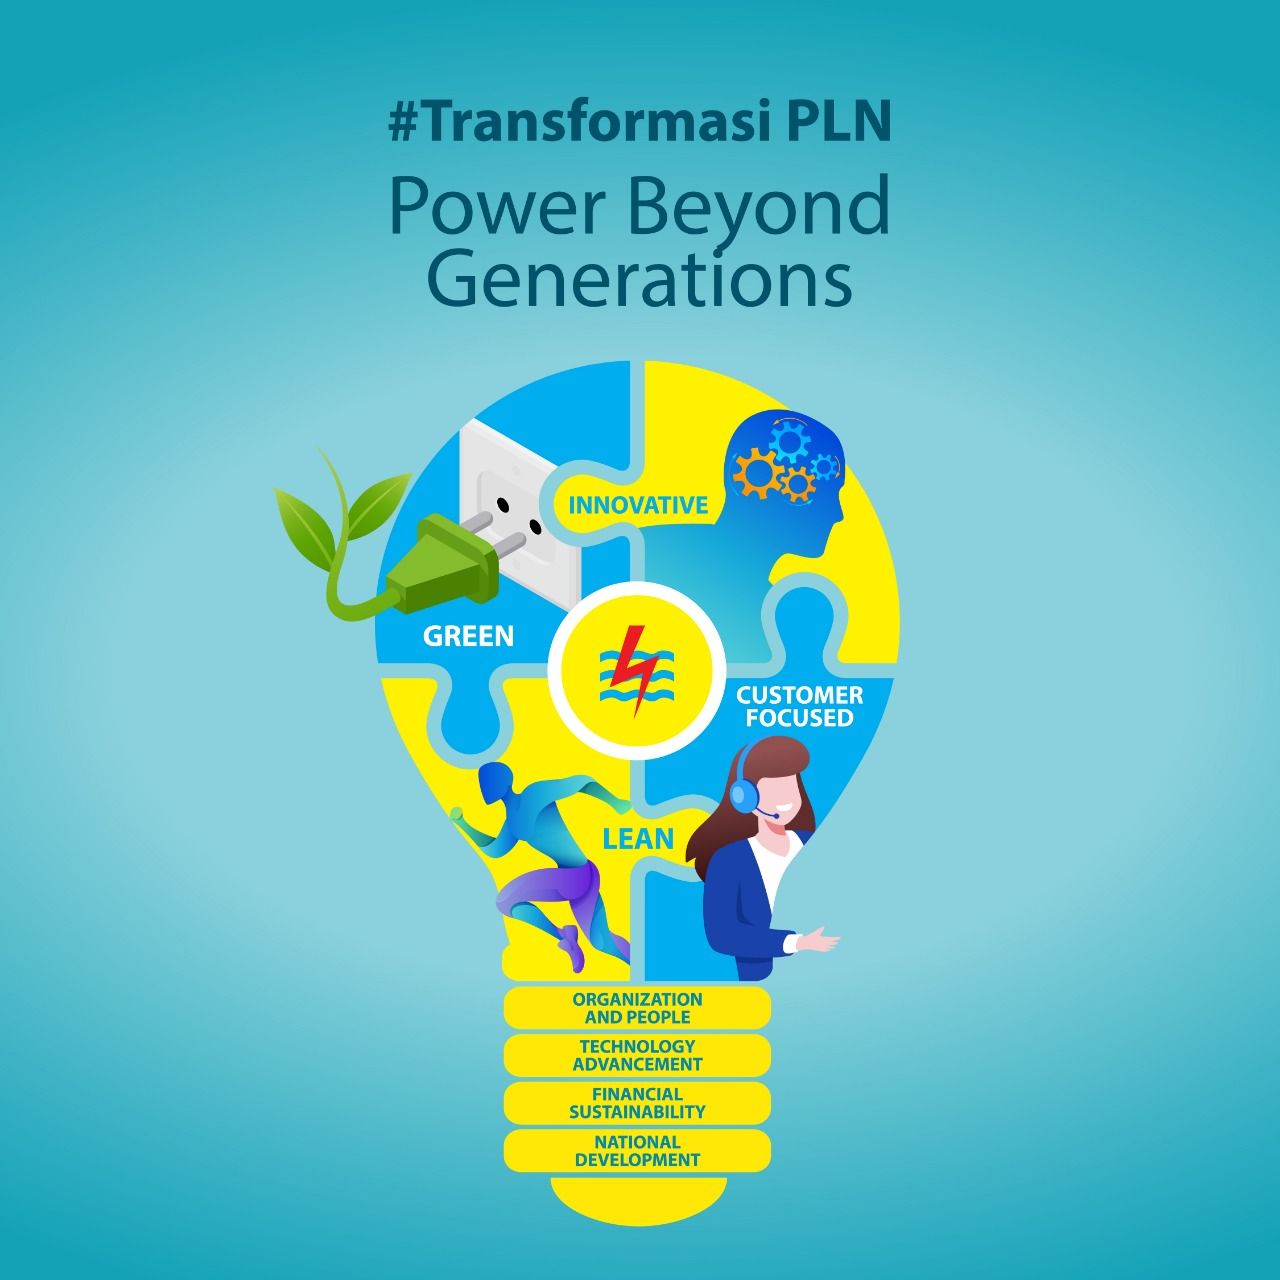 #Transformasi PLN
Power Beyond
Generations
INNOVATIVE
GREEN
CUSTOMER
FOCUSED
LEAN
ORGANIZATION
AND PEOPLE
TECHNOLOGY
ADVANCEMENT
FINANCIAL
SUSTAINABILITY
NATIONAL
DEVELOPMENT